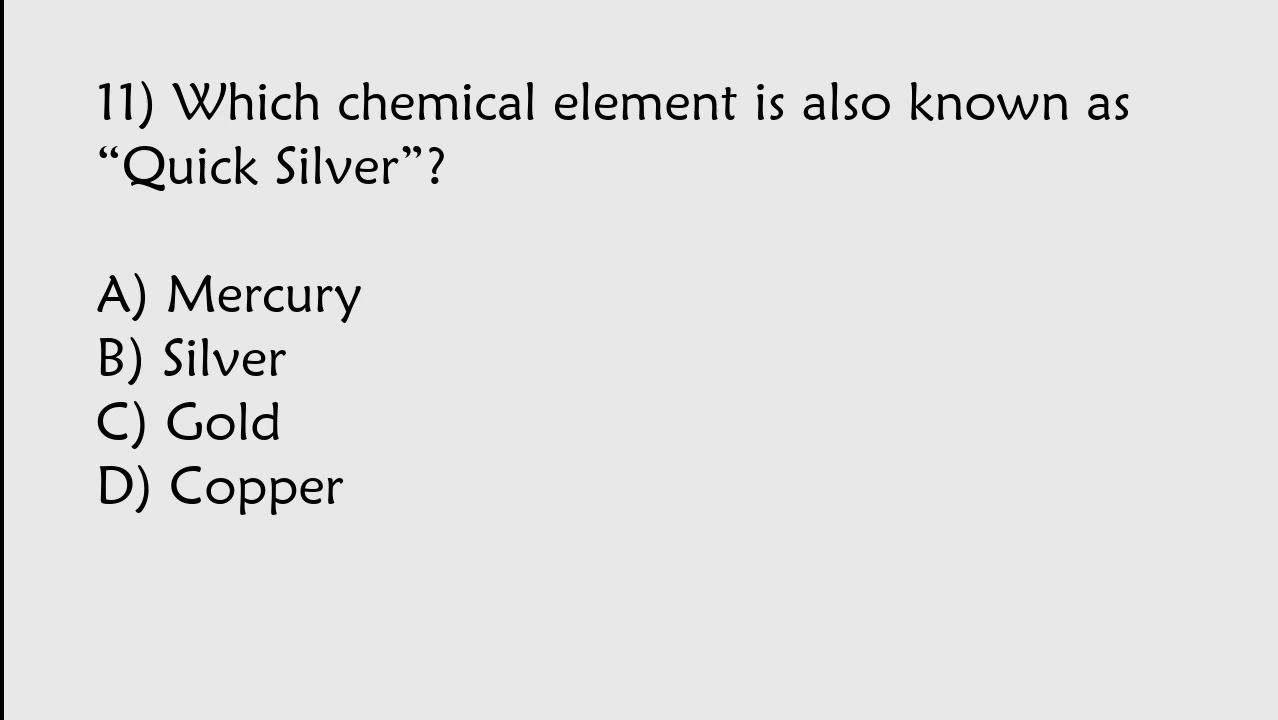 11) Which chemical element is also known as
“Quick Silver”?
A) Mercury
B) Silver
C) Gold
D) Copper